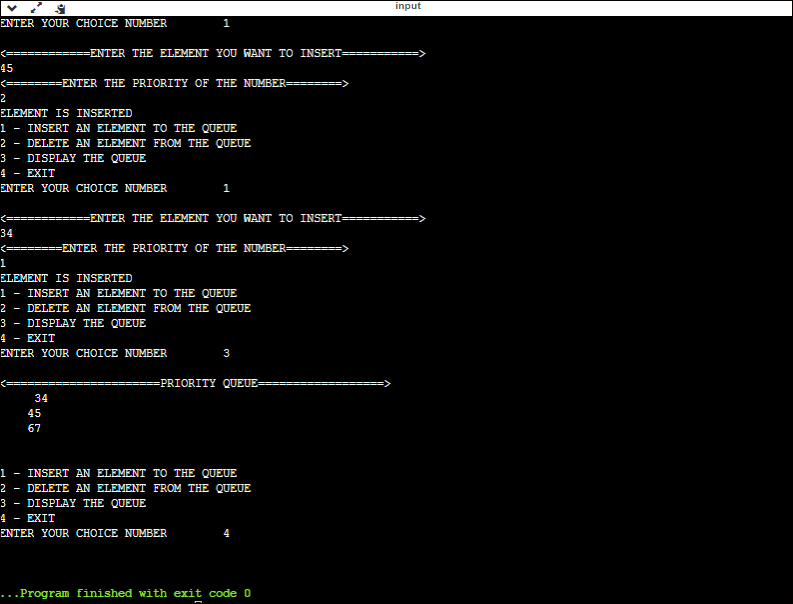 input
ENTER YOUR CHOICE NUMBER 1
<============ENTER THE ELEMENT YOU WANT TO INSERT===========>
45
<========ENTER THE PRIORITY OF THE NUMBER========>
2
ELEMENT IS INSERTED
1 - INSERT AN ELEMENT TO THE QUEUE
2 - DELETE AN ELEMENT FROM THE QUEUE
3 - DISPLAY THE QUEUE
4 - EXIT
ENTER YOUR CHOICE NUMBER 1
<============ENTER THE ELEMENT YOU WANT TO INSERT===========>
34
<========ENTER THE PRIORITY OF THE NUMBER========>
1
ELEMENT IS INSERTED
1 - INSERT AN ELEMENT TO THE QUEUE
2 - DELETE AN ELEMENT FROM THE QUEUE
3 - DISPLAY THE QUEUE
4 - EXIT
ENTER YOUR CHOICE NUMBER 3
<======================PRIORITY QUEUE==================>
34
45
67
1 - INSERT AN ELEMENT TO THE QUEUE
2 - DELETE AN ELEMENT FROM THE QUEUE
3 - DISPLAY THE QUEUE
4 - EXIT
ENTER YOUR CHOICE NUMBER 4
...Program finished with exit code 0